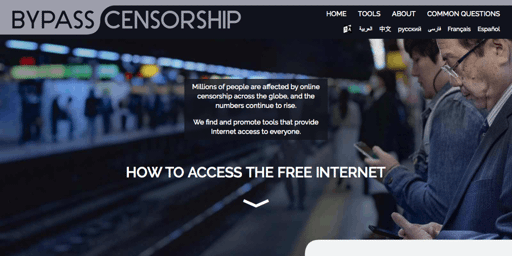 BYPASS CENSORSHIP
HOME TOOLS ABOUT COMMON QUESTIONS
العربية 中文 русский فارسی Français Español
Millions of people are affected by online
censorship across the globe, and the
numbers continue to rise.
We find and promote tools that provide
Internet access to everyone.
HOW TO ACCESS THE FREE INTERNET